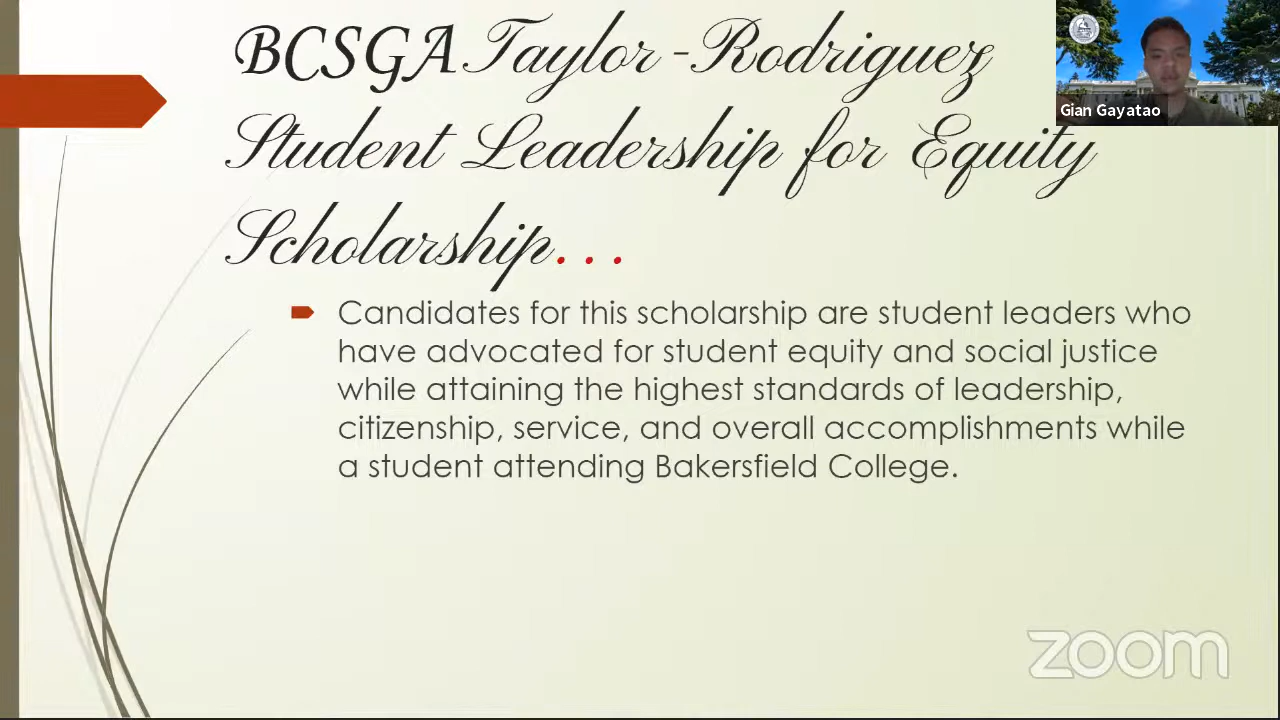 BCSGA Taylor-Rodriguez
Student Leadership for Equity
Scholarship...
Gian Gayatao
Candidates for this scholarship are student leaders who
have advocated for student equity and social justice
while attaining the highest standards of leadership,
citizenship, service, and overall accomplishments while
a student attending Bakersfield College.
zoom